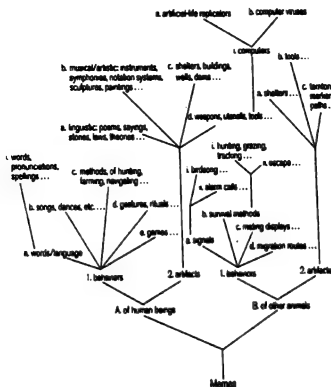 a. artificial-life replicators
b. computer viruses
i. computers
b. tools ...
b. musical/artistic: instruments,
symphonies, notation systems,
sculptures, paintings ...
c. shelters, buildings,
wells, dams ...
a. shelters ...
d. weapons, utensils, tools ...
a. linguistic: poems, sayings,
stories, laws, theories ...
i. words,
pronunciations,
spellings ...
c. methods, of hunting,
farming, navigating ...
i. hunting, grazing,
tracking ...
i. birdsong ...
ii. escape ...
ii. alarm calls ...
b. songs, dances, etc...
d. gestures, rituals ...
b. survival methods
c. mating displays ...
e. games ...
d. migration routes ...
a. words/language
a. signals
1. behaviors
2. artifacts
1. behaviors
2. artifacts
A. of human beings
B. of other animals
Memes